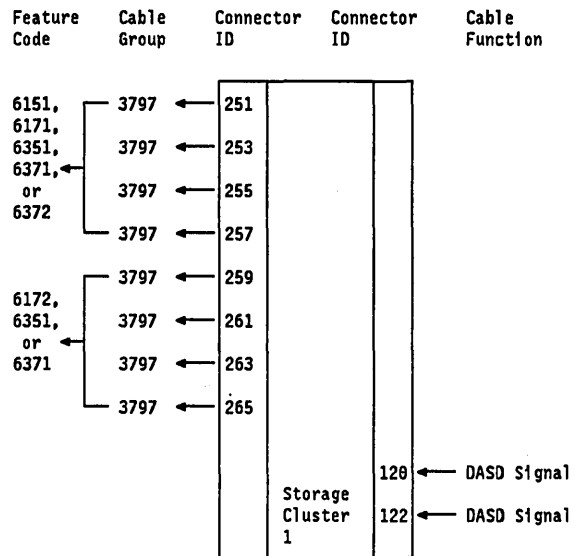 Feature Cable Connector Connector Cable
Code Group ID ID Function
6151, 3797 251
6171,
6351, 3797 253
6371,
or 3797 255
6372
3797 257
3797 259
6172,
6351, 3797 261
or
6371 3797 263
3797 265
120 DASD Signal
Storage
Cluster 122 DASD Signal
1